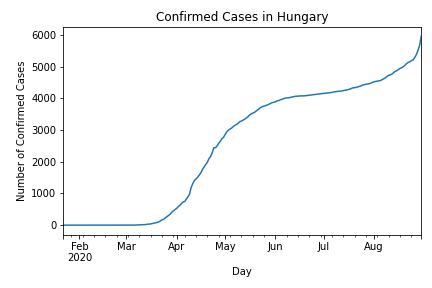 Confirmed Cases in Hungary
Number of Confirmed Cases
6000
5000
4000
3000
2000
1000
0
Feb Mar Apr May Jun Jul Aug
2020
Day